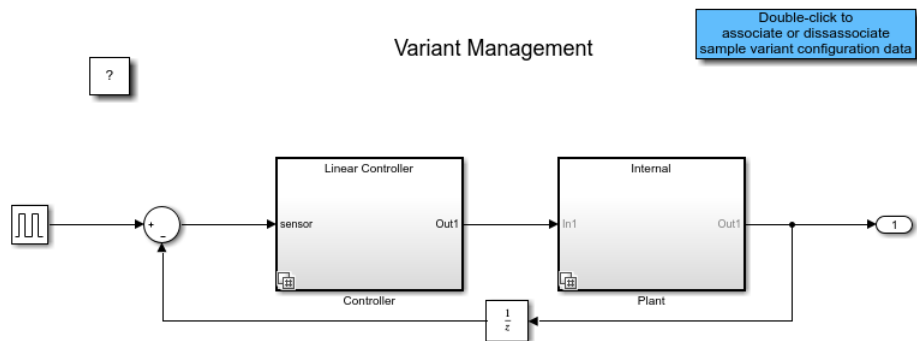 Double-click to
associate or dissassociate
sample variant configuration data
Variant Management
?
Linear Controller
Internal
sensor
Out1
In1
Out1
+
−
1
Controller
Plant
1
z